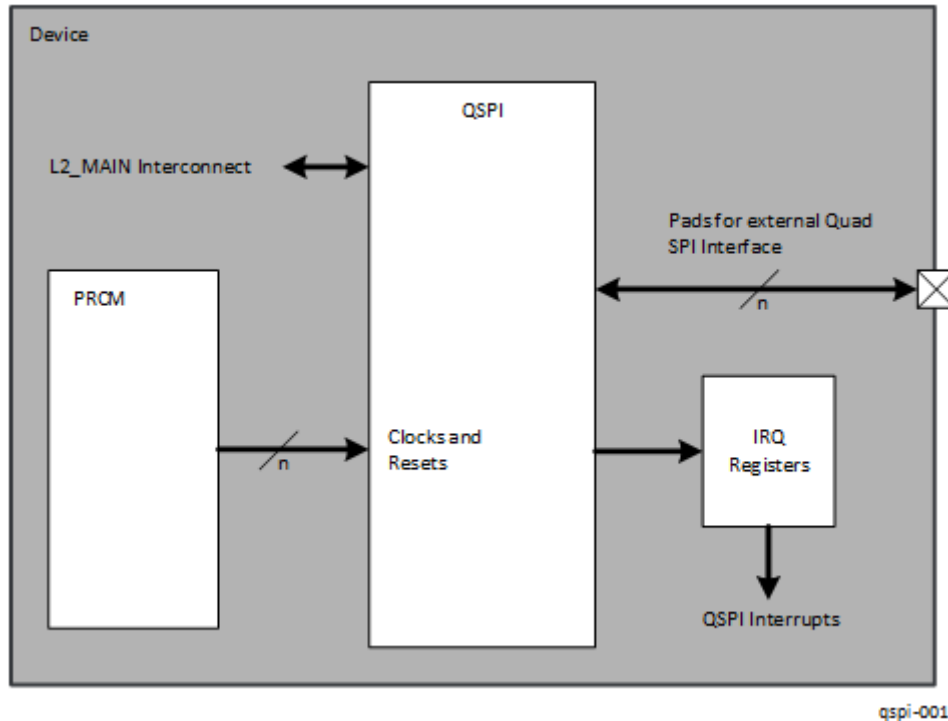 Device
QSPI
L2_MAIN Interconnect
Pads for external Quad
SPI Interface
n
PRCM
Clocks and
Resets
n
IRQ
Registers
QSPI Interrupts
qspi-001